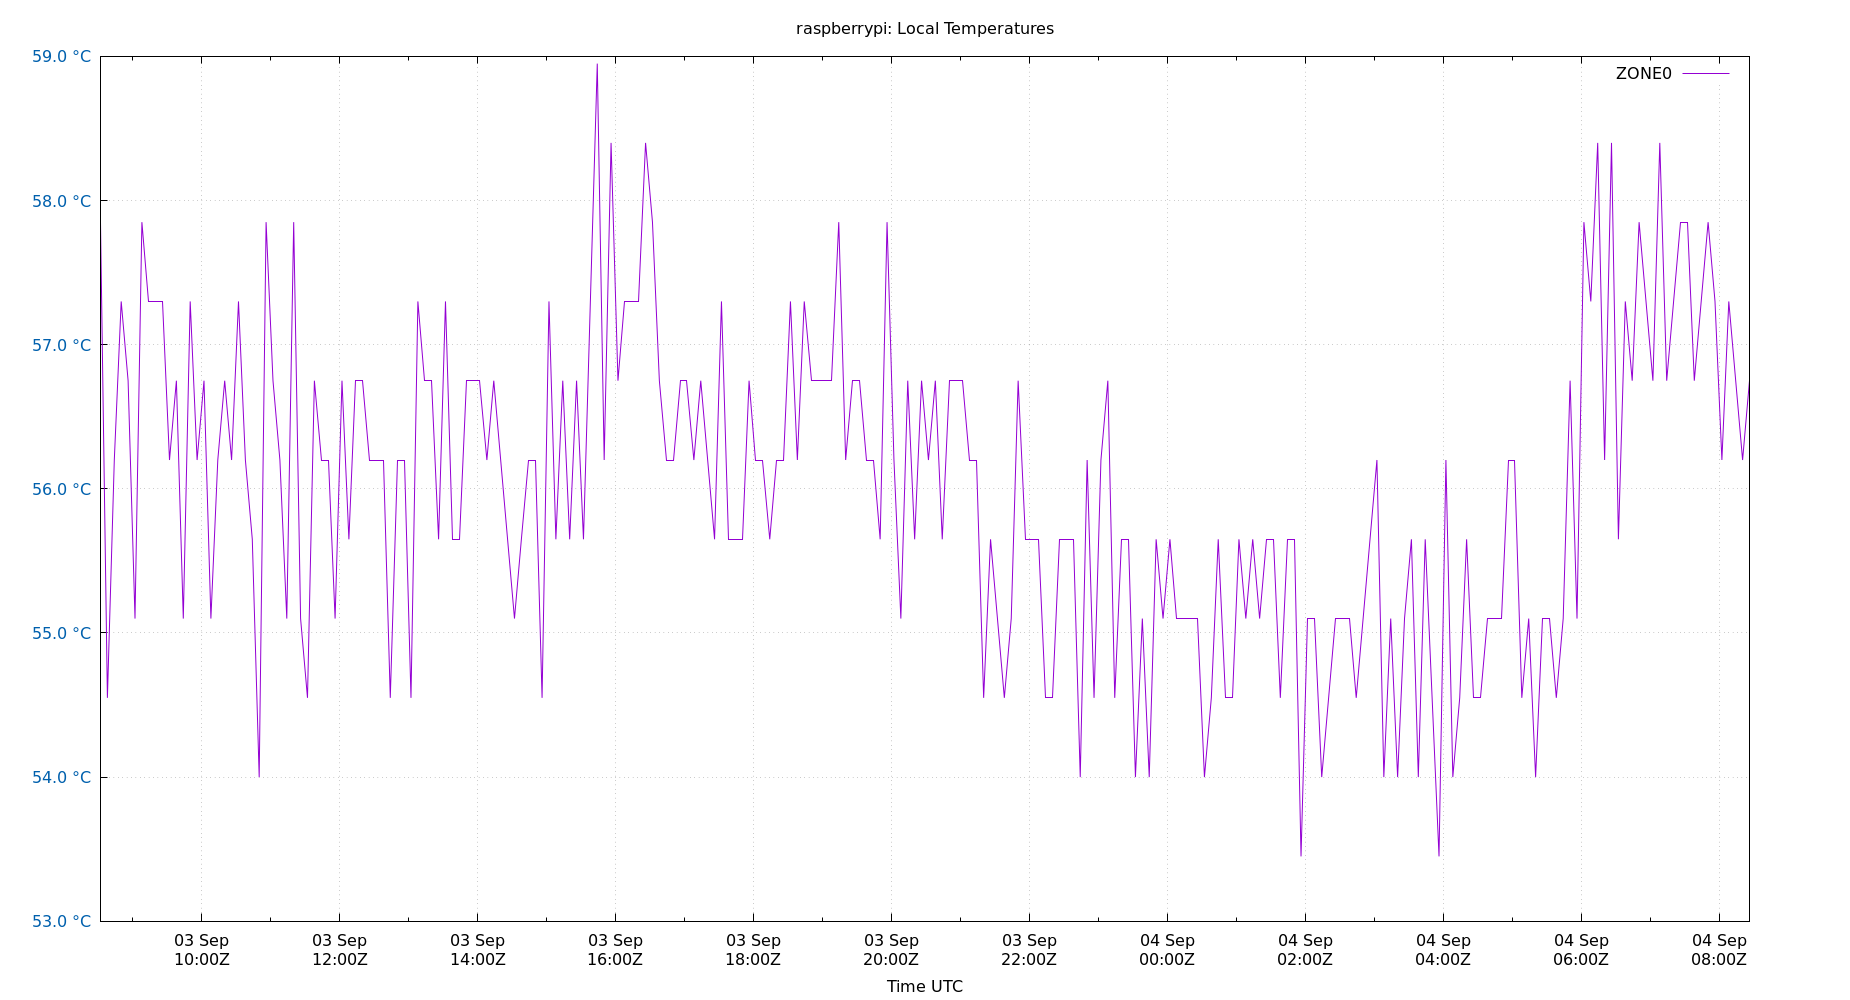 raspberrypi: Local Temperatures
59.0 °C
ZONE0
58.0 °C
57.0 °C
56.0 °C
55.0 °C
54.0 °C
53.0 °C
03 Sep
10:00Z
03 Sep
12:00Z
03 Sep
14:00Z
03 Sep
16:00Z
03 Sep
18:00Z
03 Sep
20:00Z
03 Sep
22:00Z
04 Sep
00:00Z
04 Sep
02:00Z
04 Sep
04:00Z
04 Sep
06:00Z
04 Sep
08:00Z
Time UTC